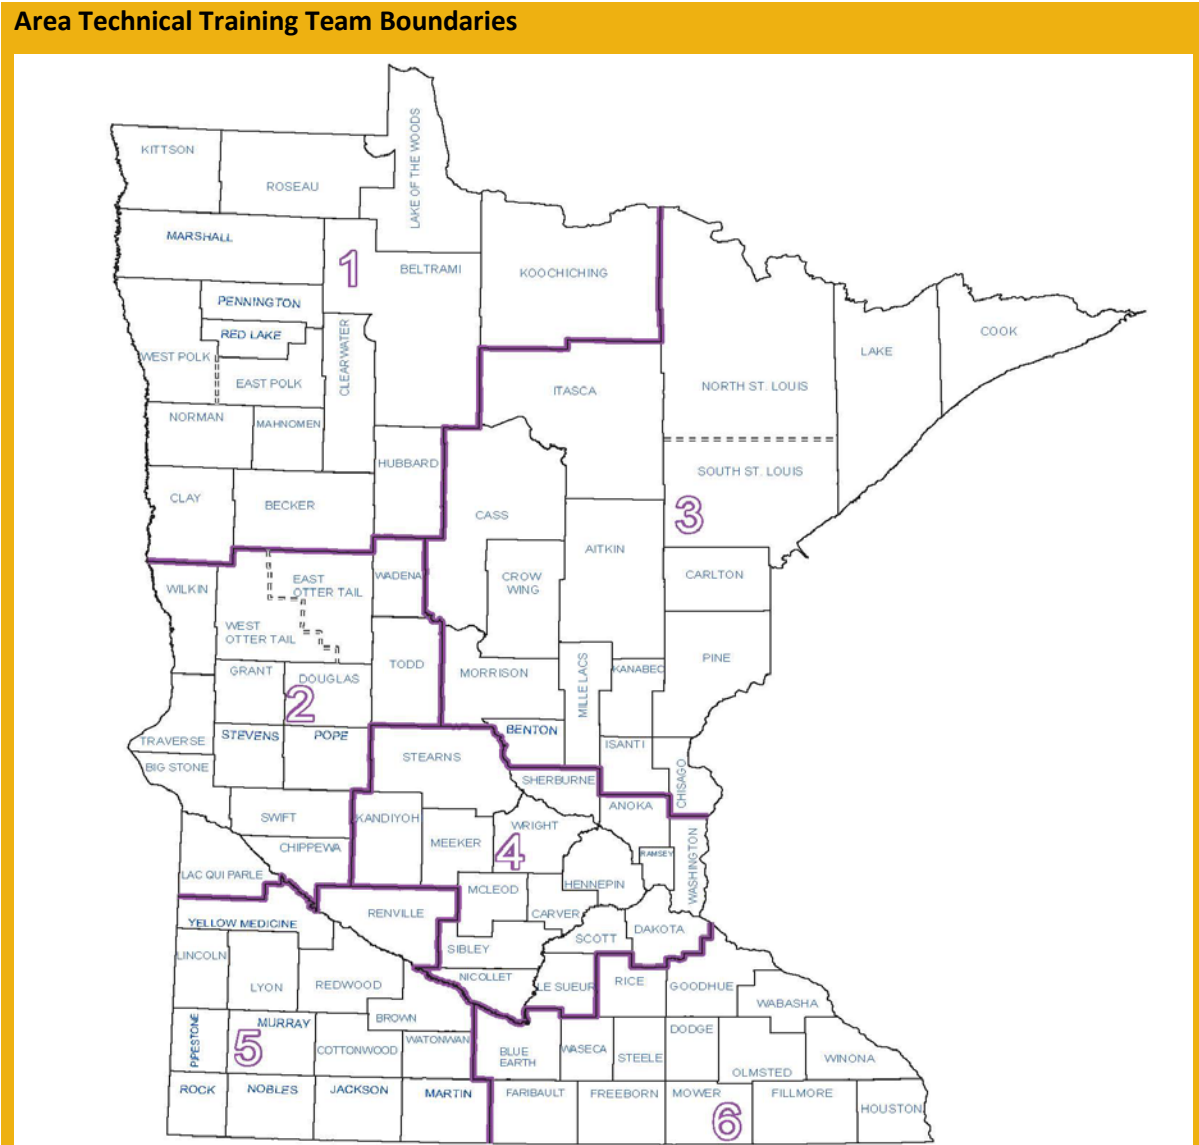 Area Technical Training Team Boundaries
KITTSON
ROSEAU
LAKE OF THE WOODS
MARSHALL
1
BELTRAMI
KOOCHICHING
PENNINGTON
RED LAKE
CLEARWATER
WEST POLK
EAST POLK
ITASCA
NORTH ST. LOUIS
LAKE
COOK
NORMAN
MAHNOMEN
HUBBARD
SOUTH ST. LOUIS
CLAY
BECKER
CASS
3
AITKIN
WILKIN
EAST
OTTER TAIL
WADENA
CROW
WING
CARLTON
WEST
OTTER TAIL
GRANT
DOUGLAS
TODD
MORRISON
MILLE LACS
KANABEC
PINE
2
TRAVERSE
STEVENS
POPE
BENTON
ISANTI
BIG STONE
STEARNS
SHERBURNE
CHISAGO
SWIFT
KANDIYOH
ANOKA
CHIPPEWA
MEEKER
WRIGHT
4
RAMSEY
WASHINGTON
LAC QUI PARLE
MCLEOD
HENNEPIN
YELLOW MEDICINE
RENVILLE
CARVER
SCOTT
DAKOTA
LINCOLN
SIBLEY
LYON
REDWOOD
NICOLLET
LE SUEUR
RICE
GOODHUE
WABASHA
PIPESTONE
MURRAY
BROWN
5
COTTONWOOD
WATONWAN
BLUE
EARTH
WASECA
STEELE
DODGE
OLMSTED
WINONA
ROCK
NOBLES
JACKSON
MARTIN
FARIBAULT
FREEBORN
MOWER
6
FILLMORE
HOUSTON